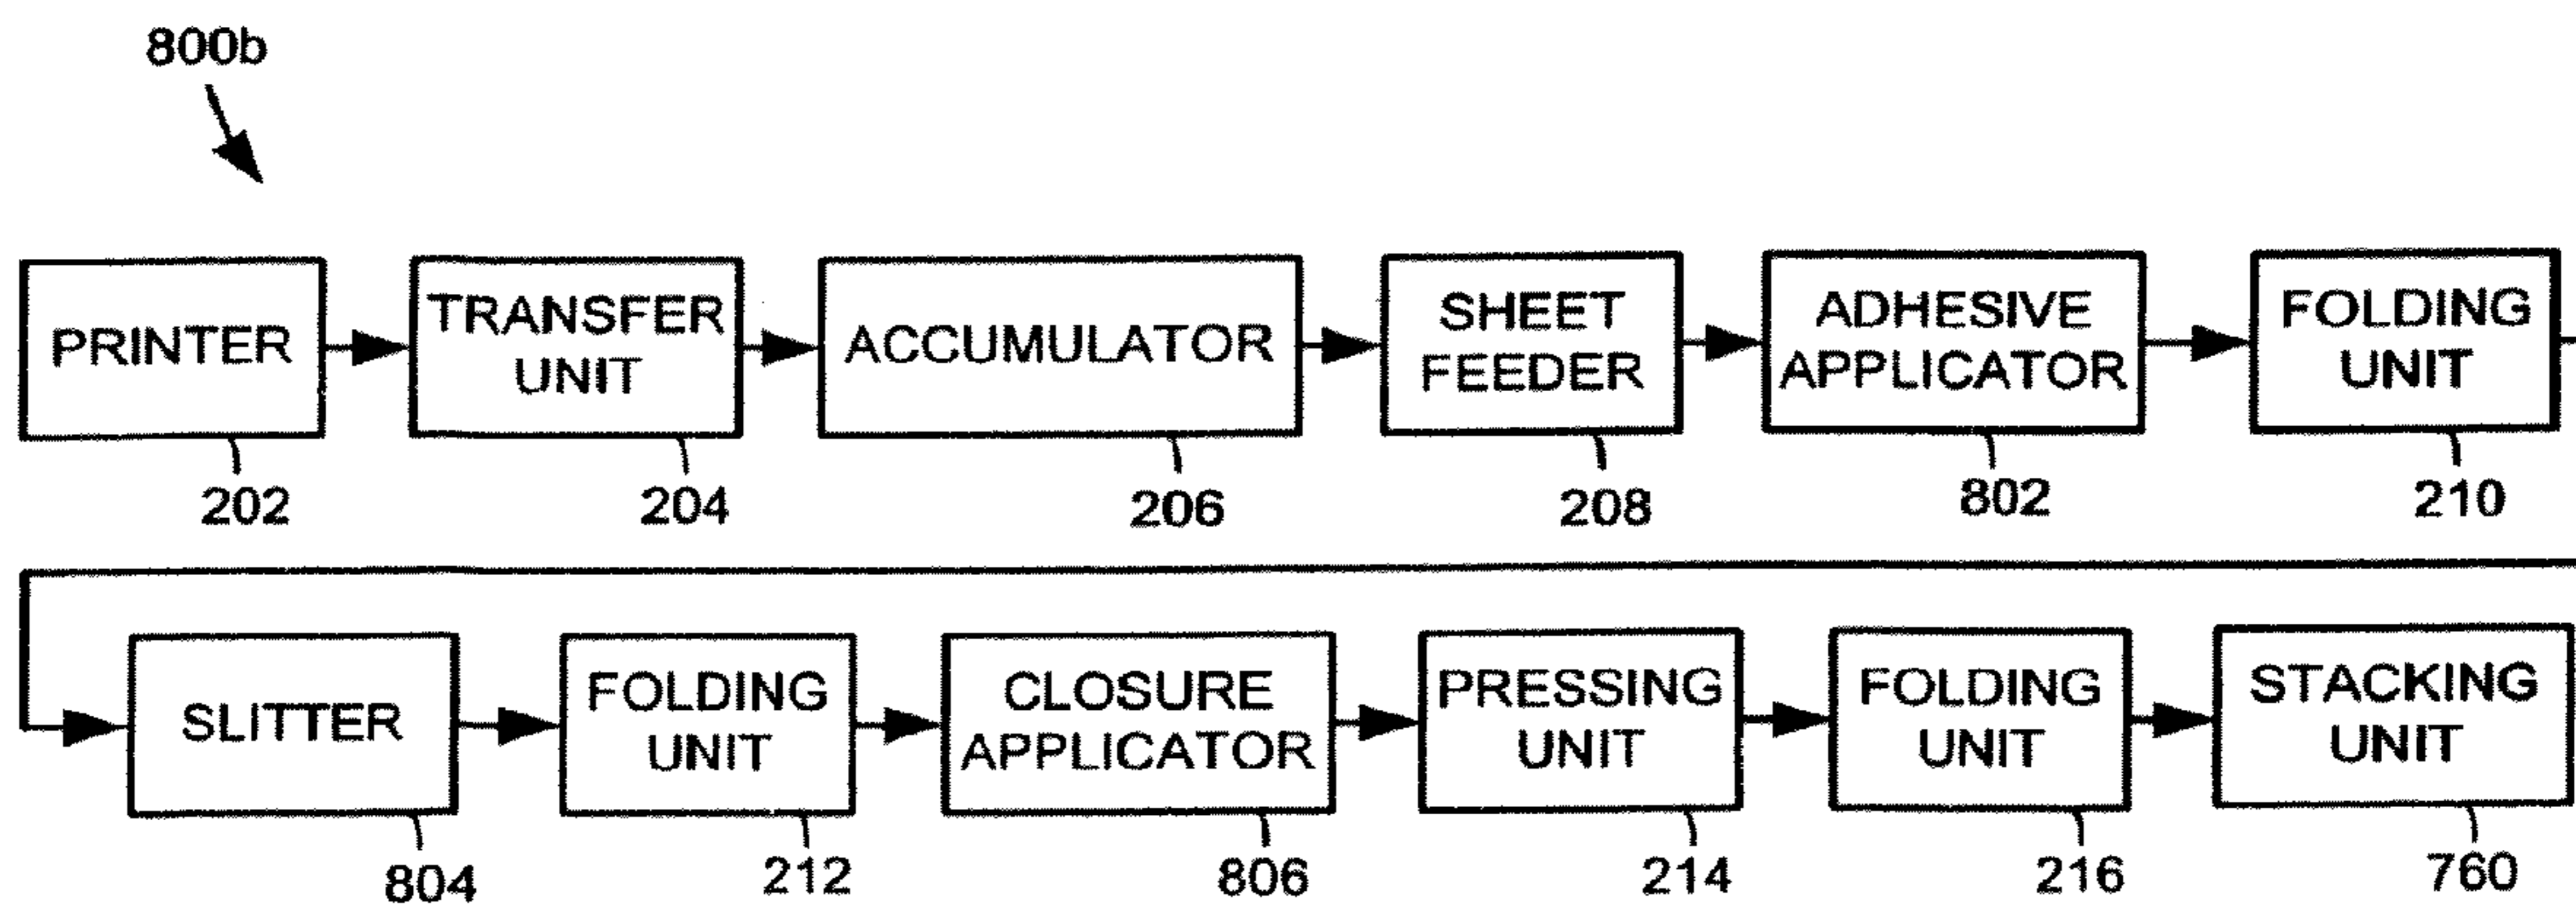 800b
PRINTER
TRANSFER
UNIT
ACCUMULATOR
SHEET
FEEDER
ADHESIVE
APPLICATOR
FOLDING
UNIT
202
204
206
208
802
210
SLITTER
FOLDING
UNIT
CLOSURE
APPLICATOR
PRESSING
UNIT
FOLDING
UNIT
STACKING
UNIT
804
212
806
214
216
760